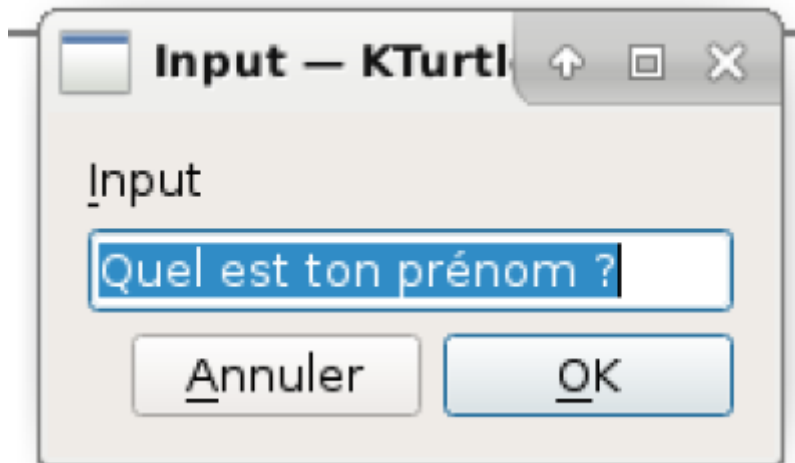 Input — KTurtl
Input
Quel est ton prénom ?
Annuler OK